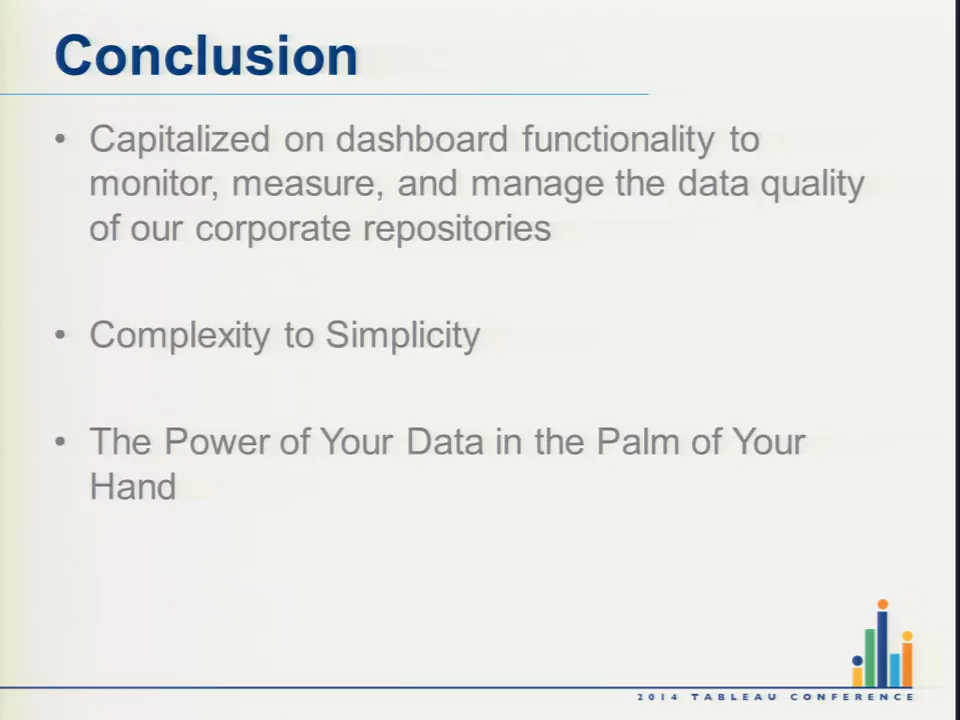 Conclusion
• Capitalized on dashboard functionality to
monitor, measure, and manage the data quality
of our corporate repositories
• Complexity to Simplicity
• The Power of Your Data in the Palm of Your
Hand
2014 TABLEAU CONFERENCE